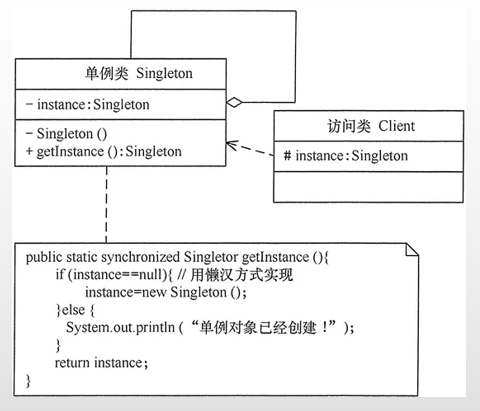 单例类 Singleton
− instance:Singleton
− Singleton ()
+ getInstance ():Singleton
访问类 Client
# instance:Singleton
public static synchronized Singletor getInstance (){
if (instance==null){ // 用懒汉方式实现
instance=new Singleton ();
}else {
System.out.println (“单例对象已经创建！”);
}
return instance;
}